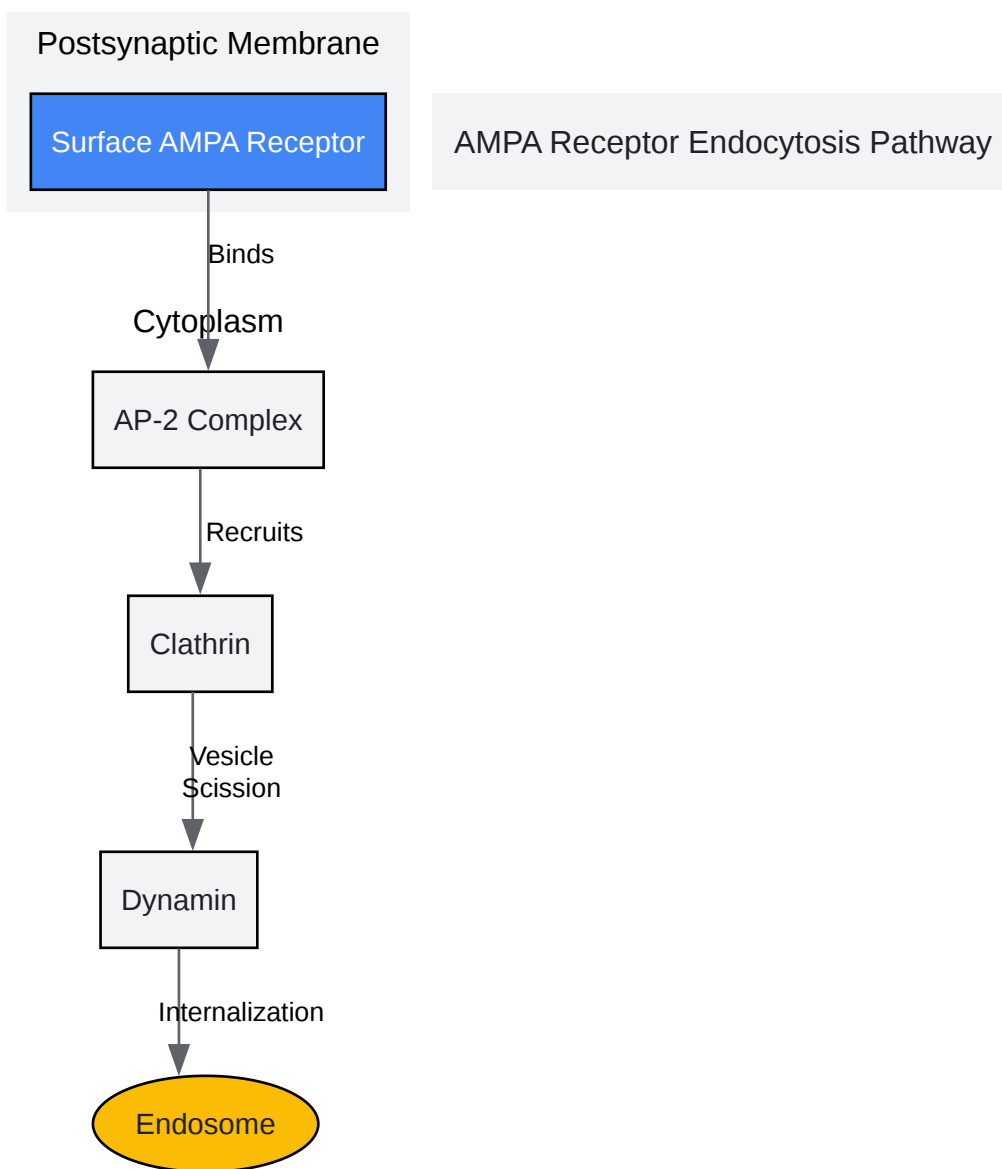 Postsynaptic Membrane
Surface AMPA Receptor
AMPA Receptor Endocytosis Pathway
Binds
Cytoplasm
AP-2 Complex
Recruits
Clathrin
Vesicle
Scission
Dynamin
Internalization
Endosome